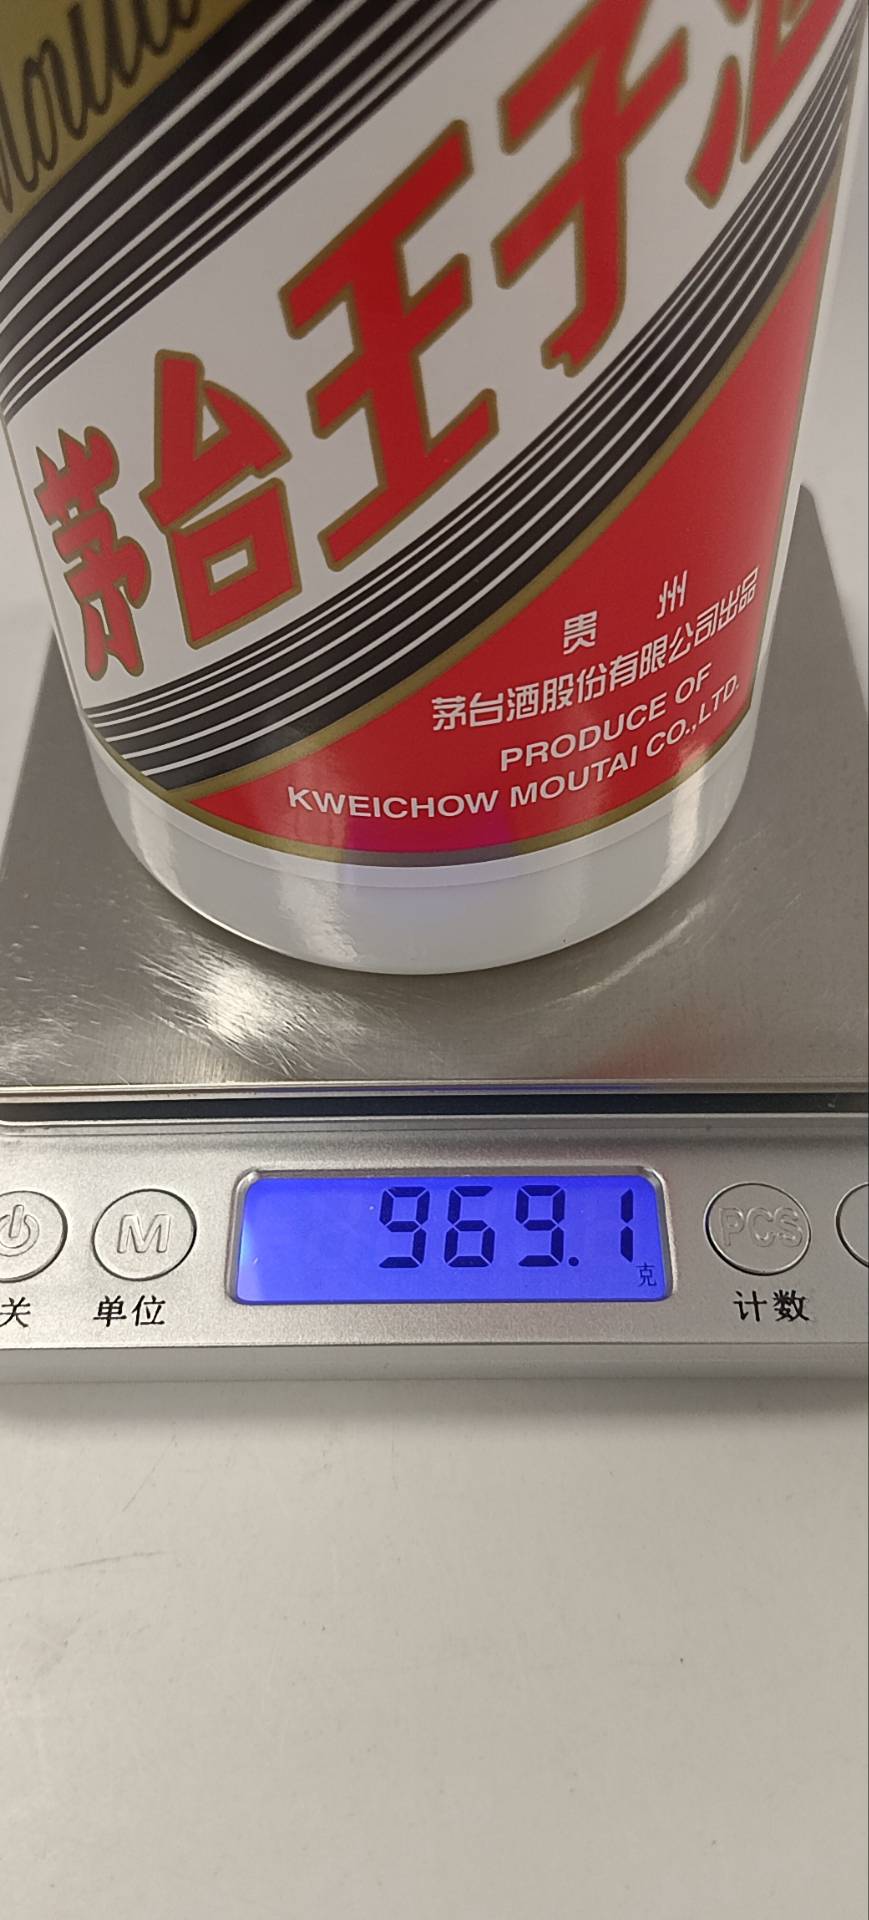 茅台王子酒
贵 州
茅台酒股份有限公司出品
PRODUCE OF
KWEICHOW MOUTAI CO.,LTD.
969.1
克
M
PCS
关
单位
计数